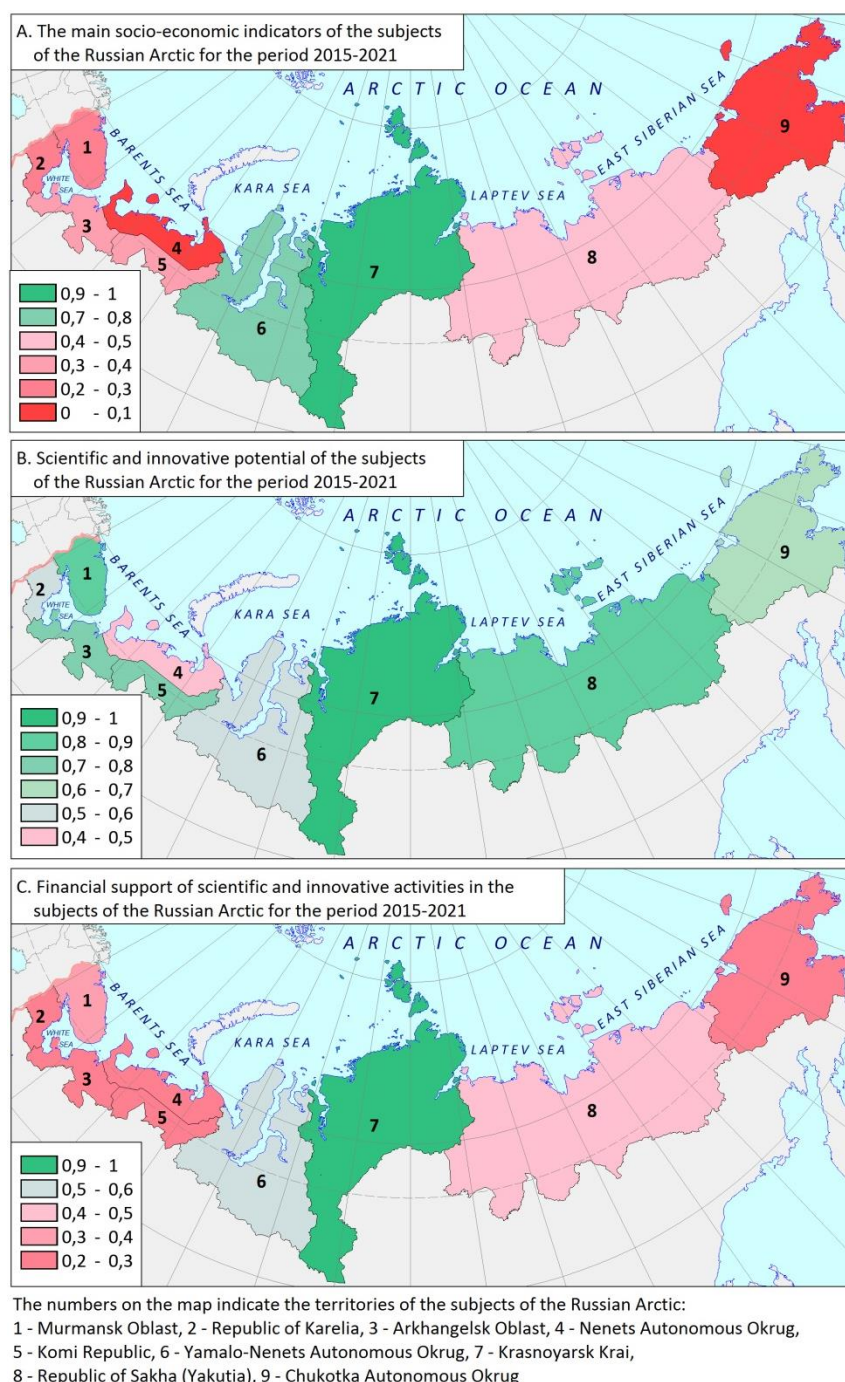 A. The main socio-economic indicators of the subjects
of the Russian Arctic for the period 2015-2021
ARCTIC OCEAN
EAST SIBERIAN SEA
BARENTS SEA
KARA SEA
LAPTEV SEA
WHITE
SEA
1
2
3
4
5
6
7
8
9
0,9 - 1
0,7 - 0,8
0,4 - 0,5
0,3 - 0,4
0,2 - 0,3
0 - 0,1
B. Scientific and innovative potential of the subjects
of the Russian Arctic for the period 2015-2021
ARCTIC OCEAN
EAST SIBERIAN SEA
BARENTS SEA
KARA SEA
LAPTEV SEA
WHITE
SEA
1
2
3
4
5
6
7
8
9
0,9 - 1
0,8 - 0,9
0,7 - 0,8
0,6 - 0,7
0,5 - 0,6
0,4 - 0,5
C. Financial support of scientific and innovative activities in the
subjects of the Russian Arctic for the period 2015-2021
ARCTIC OCEAN
EAST SIBERIAN SEA
BARENTS SEA
KARA SEA
LAPTEV SEA
WHITE
SEA
1
2
3
4
5
6
7
8
9
0,9 - 1
0,5 - 0,6
0,4 - 0,5
0,3 - 0,4
0,2 - 0,3
The numbers on the map indicate the territories of the subjects of the Russian Arctic:
1 - Murmansk Oblast, 2 - Republic of Karelia, 3 - Arkhangelsk Oblast, 4 - Nenets Autonomous Okrug,
5 - Komi Republic, 6 - Yamalo-Nenets Autonomous Okrug, 7 - Krasnoyarsk Krai,
8 - Republic of Sakha (Yakutia), 9 - Chukotka Autonomous Okrug